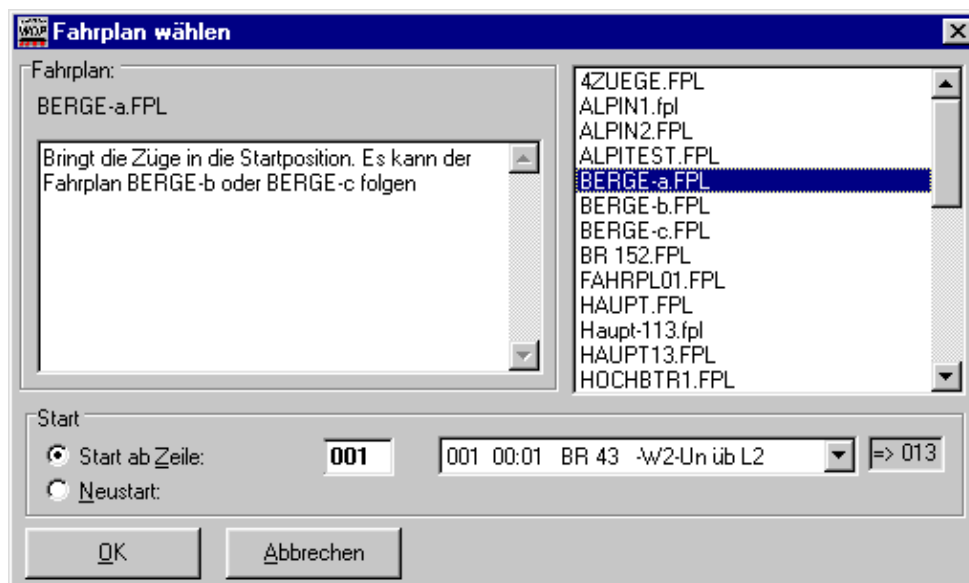 Fahrplan wählen
Fahrplan:
BERGE-a.FPL
Bringt die Züge in die Startposition. Es kann der
Fahrplan BERGE-b oder BERGE-c folgen
4ZUEGE.FPL
ALPIN1.fpl
ALPIN2.FPL
ALPITEST.FPL
BERGE-a.FPL
BERGE-b.FPL
BERGE-c.FPL
BR 152.FPL
FAHRPL01.FPL
HAUPT.FPL
Haupt-113.fpl
HAUPT13.FPL
HOCHBTR1.FPL
Start
Start ab Zeile: 001 001 00:01 BR 43 -W2-Un üb L2 => 013
Neustart:
OK Abbrechen